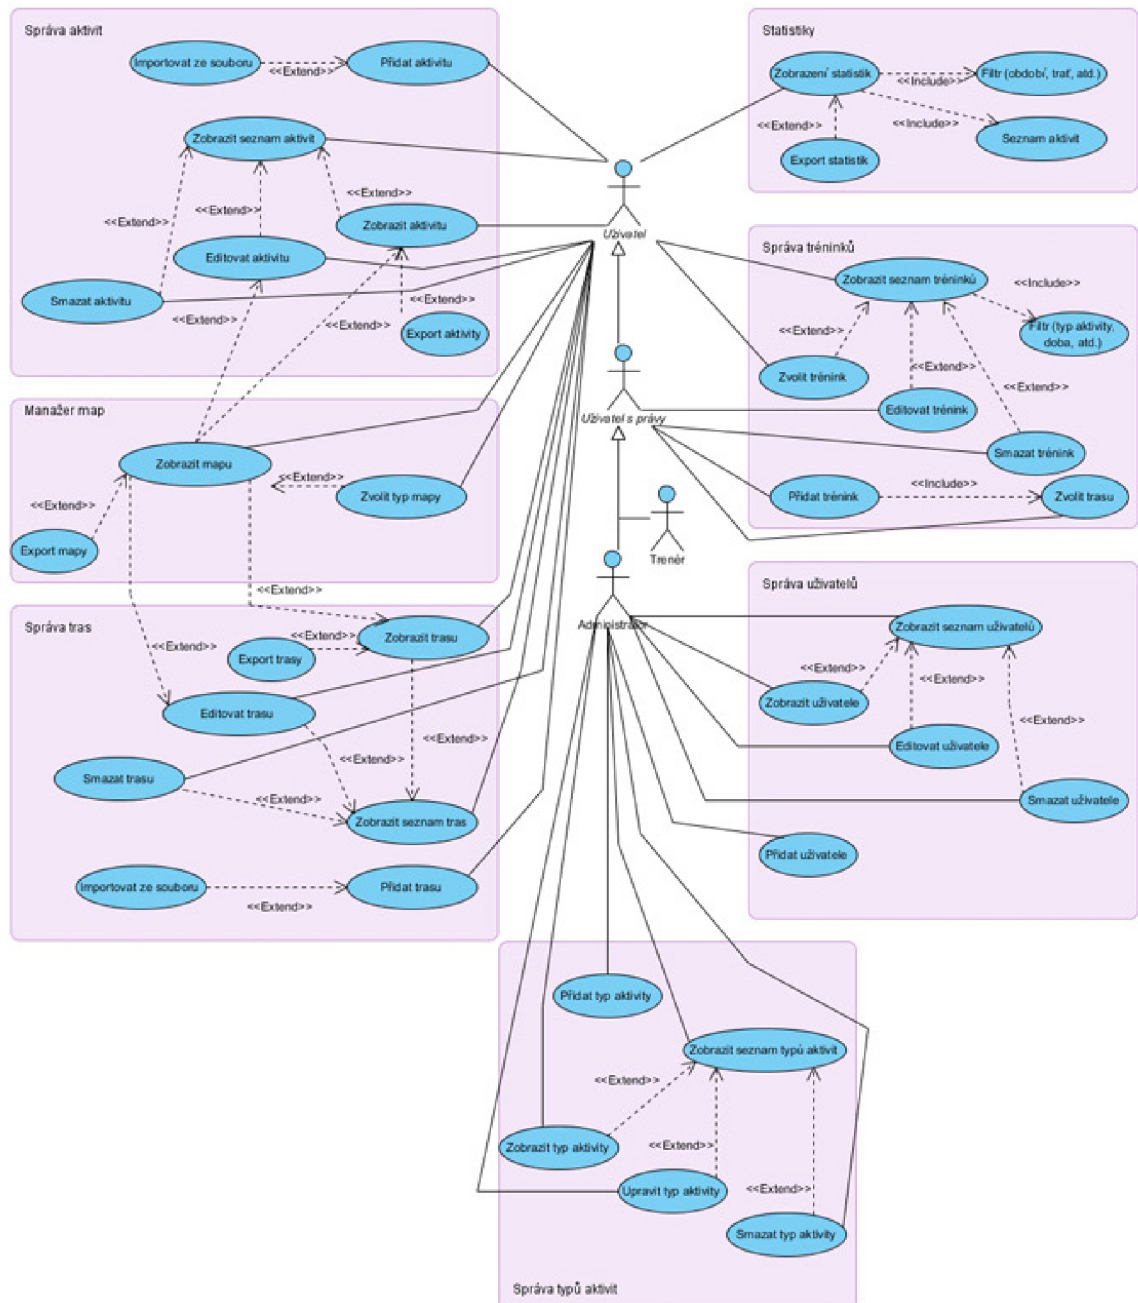 Správa aktivit
Importovat ze souboru
<<Extend>>
Přidat aktivitu
Zobrazit seznam aktivit
<<Extend>>
<<Extend>>
<<Extend>>
Zobrazit aktivitu
Editovat aktivitu
Smazat aktivitu
<<Extend>>
<<Extend>>
<<Extend>>
Export aktivity
Statistiky
Zobrazení statistik
<<Include>>
Filtr (období, trať, atd.)
<<Extend>>
<<Include>>
Seznam aktivit
Export statistik
Uživatel
Správa tréninků
Zobrazit seznam tréninků
<<Include>>
Filtr (typ aktivity,
doba, atd.)
<<Extend>>
Zvolit trénink
<<Extend>>
<<Extend>>
Editovat trénink
Smazat trénink
Přidat trénink
<<Include>>
Zvolit trasu
Uživatel s právy
Trenér
Administrátor
Manažer map
Zobrazit mapu
<<Extend>>
Zvolit typ mapy
<<Extend>>
Export mapy
<<Extend>>
Správa tras
<<Extend>>
Zobrazit trasu
Export trasy
<<Extend>>
Editovat trasu
<<Extend>>
<<Extend>>
Smazat trasu
<<Extend>>
Zobrazit seznam tras
Importovat ze souboru
<<Extend>>
Přidat trasu
Správa uživatelů
Zobrazit seznam uživatelů
<<Extend>>
<<Extend>>
Zobrazit uživatele
<<Extend>>
Editovat uživatele
Smazat uživatele
Přidat uživatele
Přidat typ aktivity
Zobrazit seznam typů aktivit
<<Extend>>
Zobrazit typ aktivity
<<Extend>>
Upravit typ aktivity
<<Extend>>
Smazat typ aktivity
Správa typů aktivit